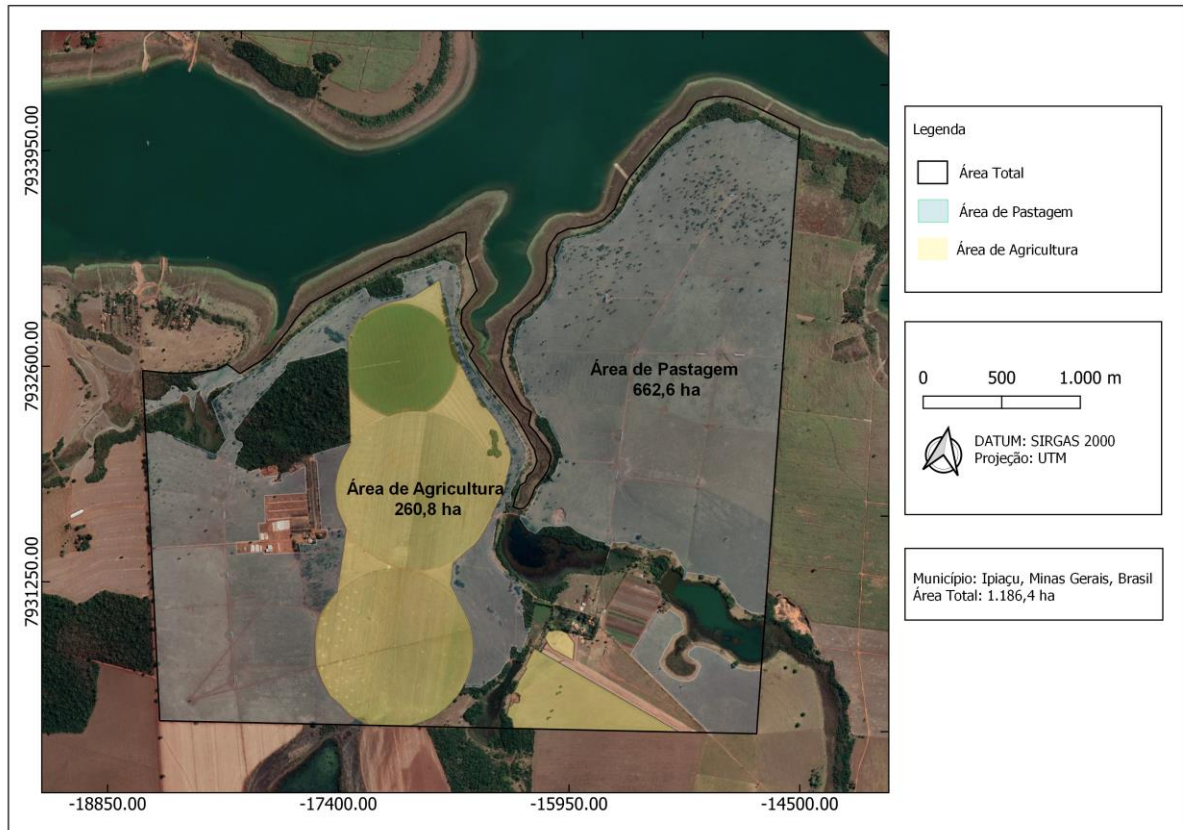 7933950.00
7932600.00
7931250.00
-18850.00
-17400.00
-15950.00
-14500.00
Área de Pastagem
662,6 ha
Área de Agricultura
260,8 ha
Legenda
Área Total
Área de Pastagem
Área de Agricultura
0 500 1.000 m
DATUM: SIRGAS 2000
Projeção: UTM
Município: Ipiaçu, Minas Gerais, Brasil
Área Total: 1.186,4 ha